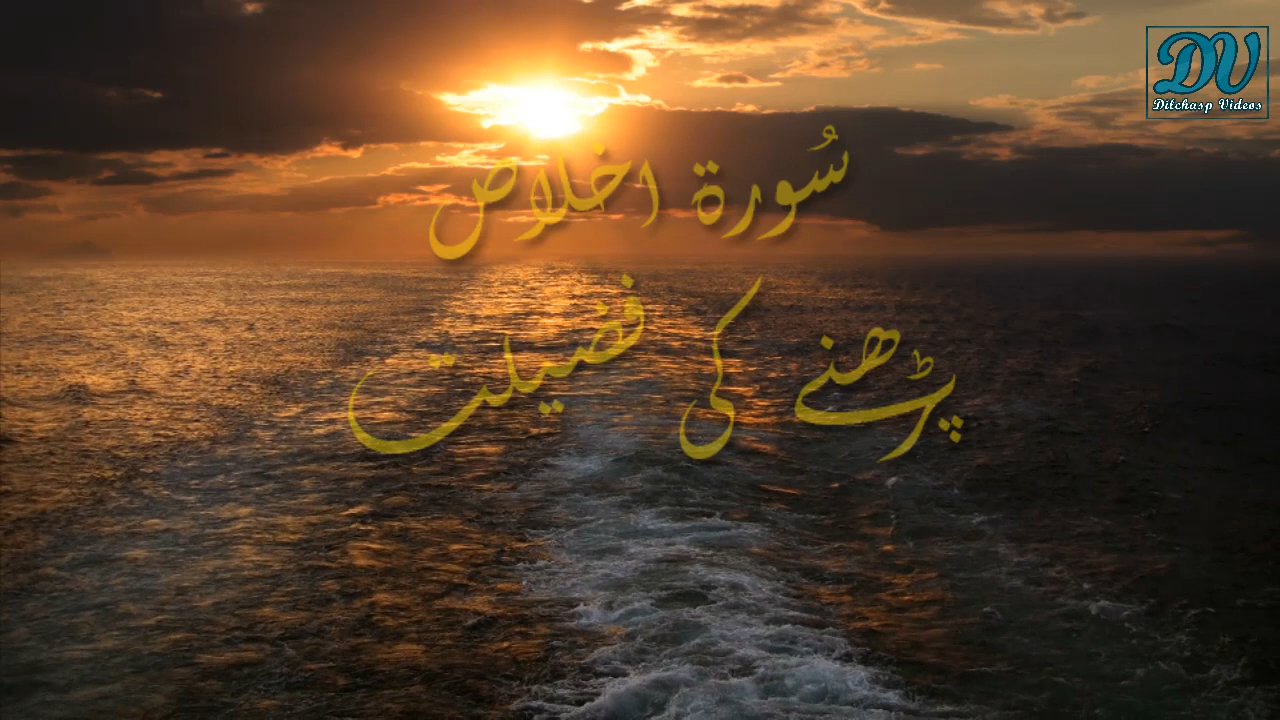 DV
Dilchasp Videos
سُورۃ اخلاص
پڑھنے کی فضیلت